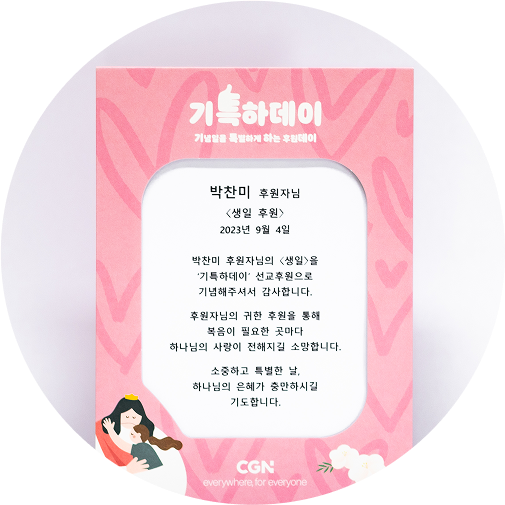 기특하데이
기념일을 특별하게 하는 후원데이
박찬미 후원자님
<생일 후원>
2023년 9월 4일
박찬미 후원자님의 <생일>을
'기특하데이' 선교후원으로
기념해주셔서 감사합니다.
후원자님의 귀한 후원을 통해
복음이 필요한 곳마다
하나님의 사랑이 전해지길 소망합니다.
소중하고 특별한 날,
하나님의 은혜가 충만하시길
기도합니다.
CGN
everywhere, for everyone